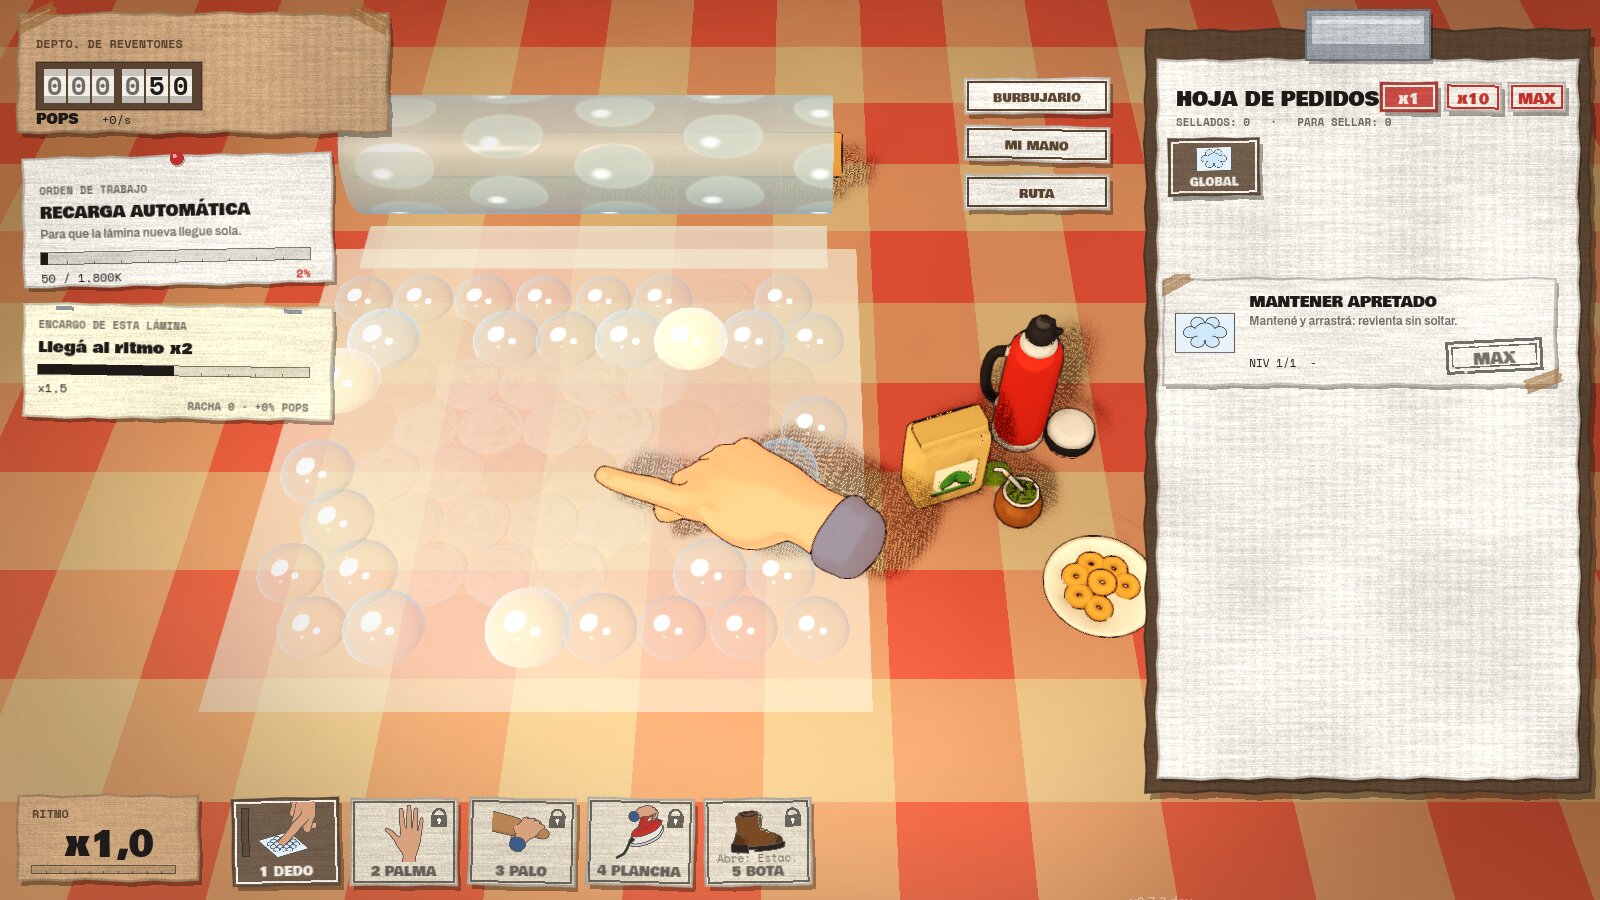 DEPTO. DE REVENTONES
000050
POPS +0/s
ORDEN DE TRABAJO
RECARGA AUTOMÁTICA
Para que la lámina nueva llegue sola.
50 / 1.800K 2%
ENCARGO DE ESTA LÁMINA
Llegá al ritmo x2
x1,5
RACHA 0 · +0% POPS
BURBUJARIO
MI MANO
RUTA
HOJA DE PEDIDOS x1 x10 MAX
SELLADOS: 0 · PARA SELLAR: 0
GLOBAL
MANTENER APRETADO
Mantené y arrastrá: revienta sin soltar.
NIV 1/1 -
MAX
RITMO
x1,0
1 DEDO
2 PALMA
3 PALO
4 PLANCHA
Abre: Estac.
5 BOTA